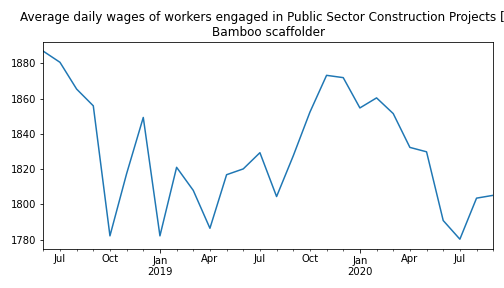 Average daily wages of workers engaged in Public Sector Construction Projects [
Bamboo scaffolder
1880
1860
1840
1820
1800
1780
Jul Oct Jan Apr Jul Oct Jan Apr Jul
2019 2020